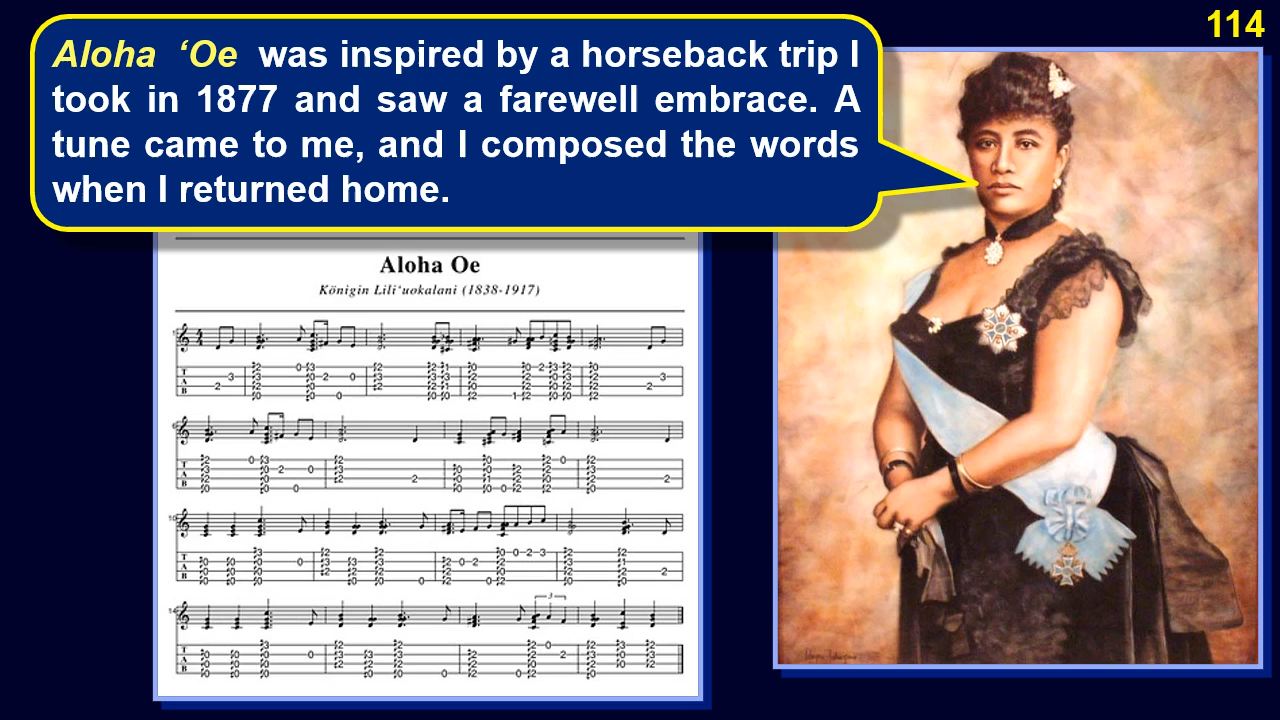 114
Aloha ‘Oe was inspired by a horseback trip I
took in 1877 and saw a farewell embrace. A
tune came to me, and I composed the words
when I returned home.
Aloha Oe
Königin Lili‘uokalani (1838-1917)